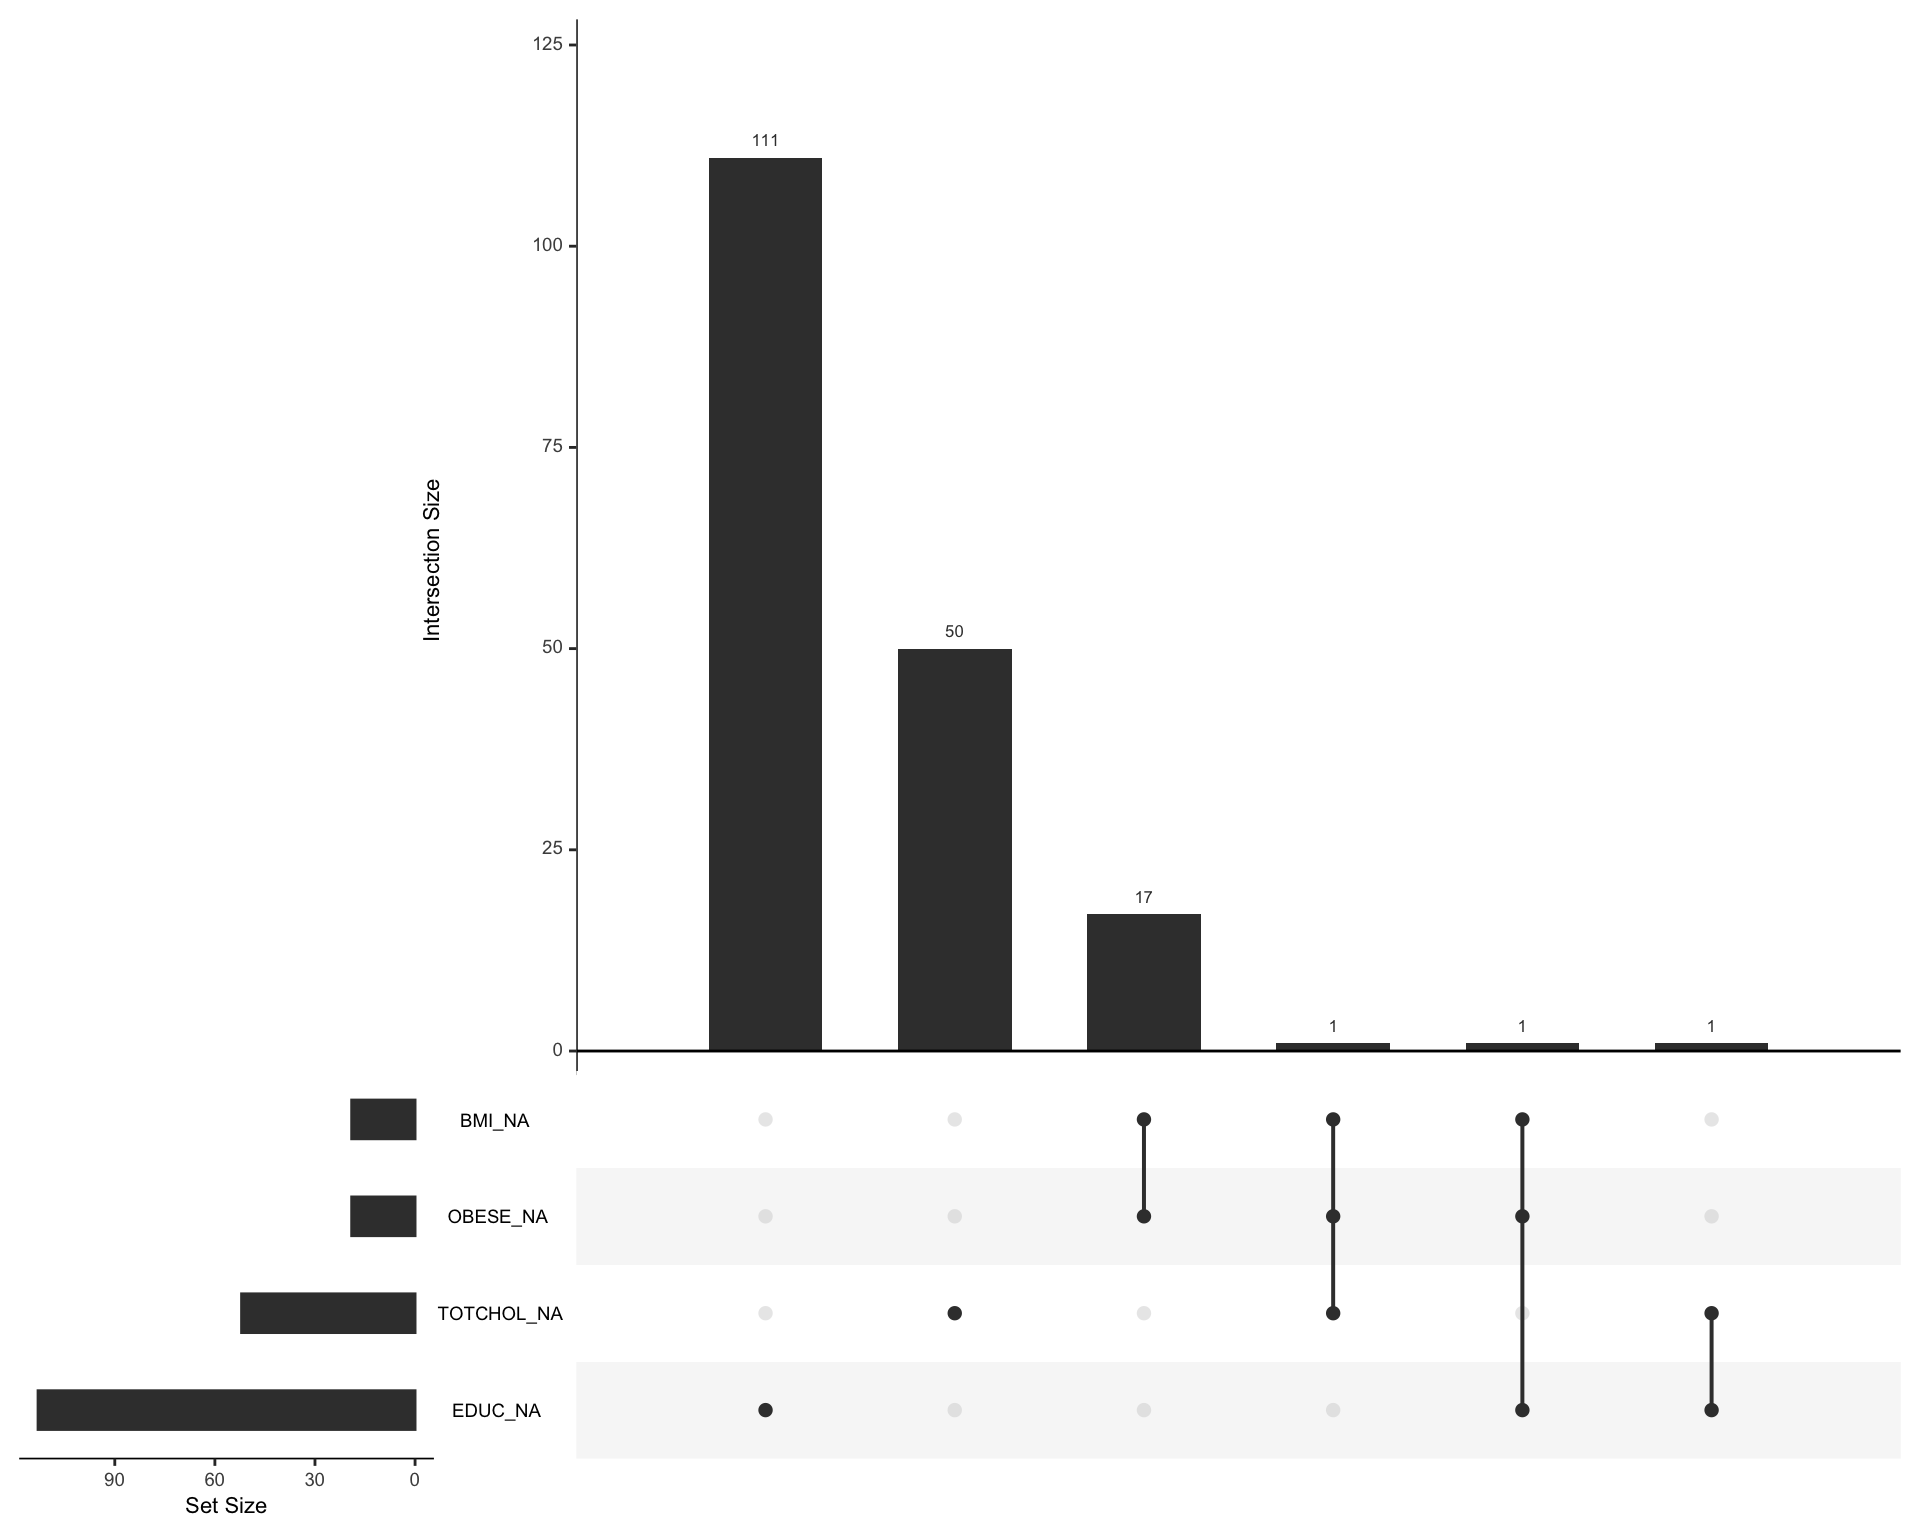 125
111
100
75
Intersection Size
50
50
25
17
1 1 1
0
BMI_NA
OBESE_NA
TOTCHOL_NA
EDUC_NA
90 60 30 0
Set Size